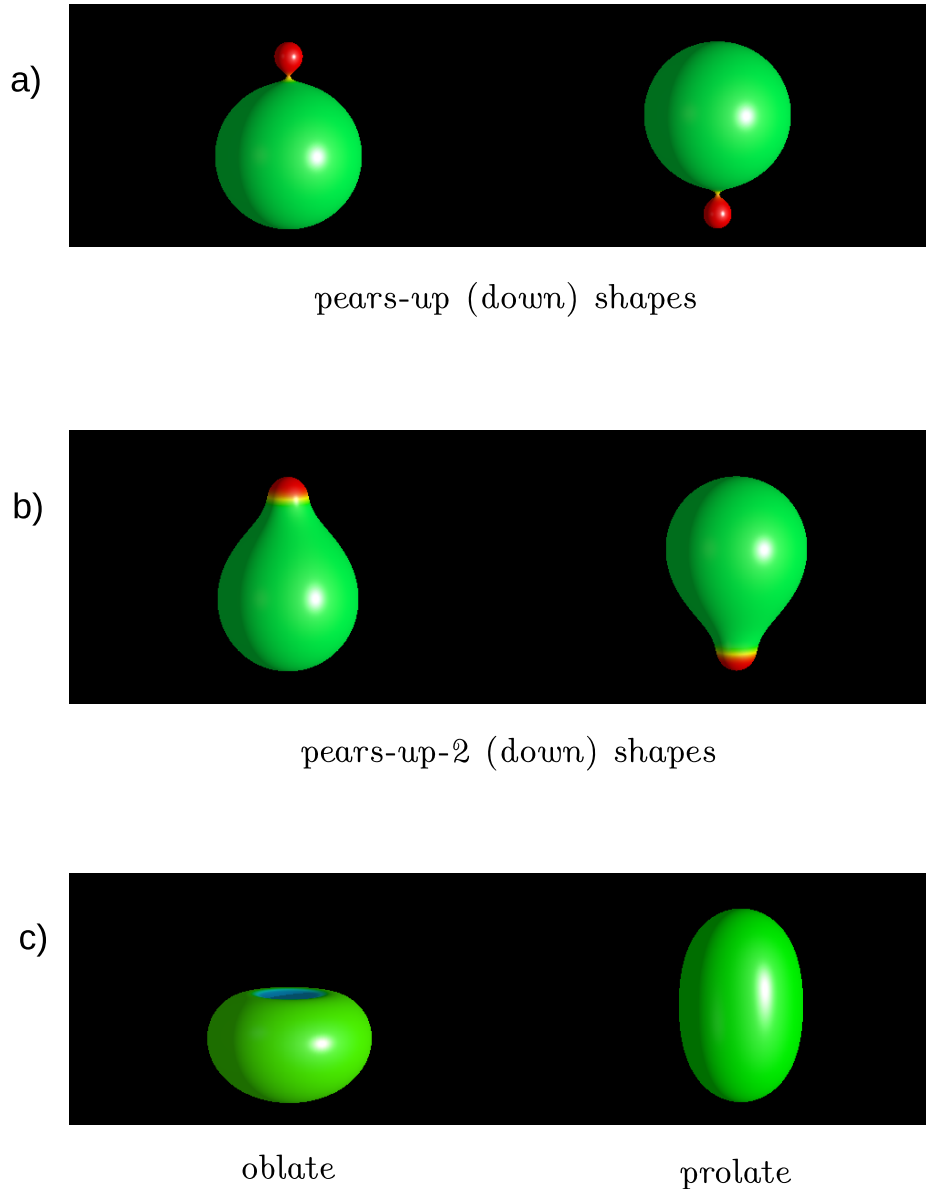 a)
pears-up (down) shapes
b)
pears-up-2 (down) shapes
c)
oblate prolate